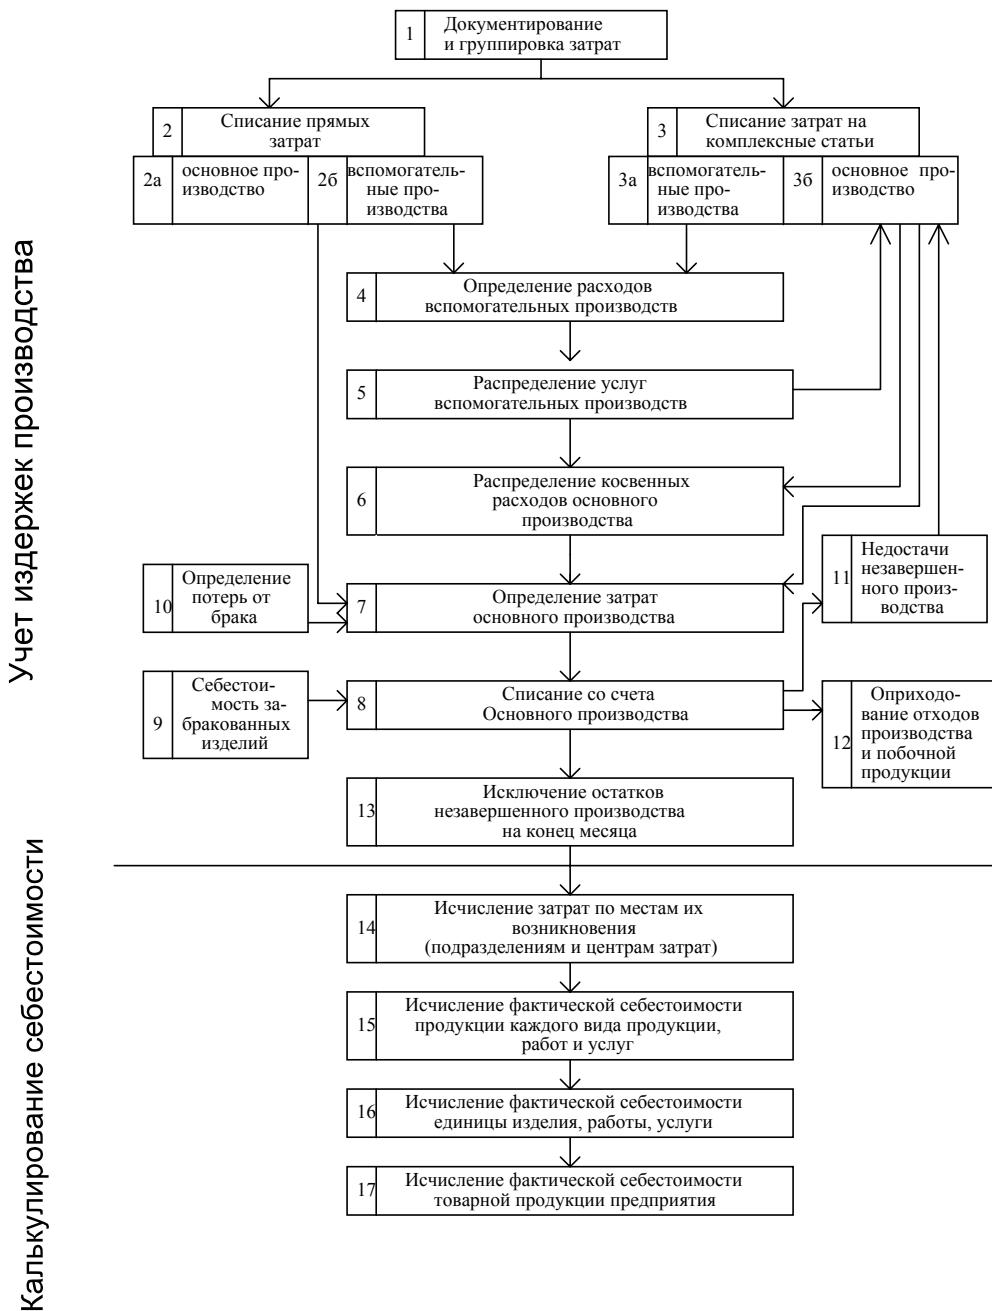 Учет издержек производства
1
Документирование
и группировка затрат
2
Списание прямых
затрат
3
Списание затрат на
комплексные статьи
2а
основное про-
изводство
2б
вспомогатель-
ные про-
изводства
3а
вспомогатель-
ные про-
изводства
3б
основное про-
изводство
4
Определение расходов
вспомогательных производств
5
Распределение услуг
вспомогательных производств
6
Распределение косвенных
расходов основного
производства
10
Определение
потерь от
брака
7
Определение затрат
основного производства
11
Недостачи
незавершен-
ного произ-
водства
9
Себестои-
мость за-
бракованных
изделий
8
Списание со счета
Основного производства
12
Оприходо-
вание отходов
производства
и побочной
продукции
13
Исключение остатков
незавершенного производства
на конец месяца
Калькулирование себестоимости
14
Исчисление затрат по местам их
возникновения
(подразделениям и центрам затрат)
15
Исчисление фактической себестоимости
продукции каждого вида продукции,
работ и услуг
16
Исчисление фактической себестоимости
единицы изделия, работы, услуги
17
Исчисление фактической себестоимости
товарной продукции предприятия